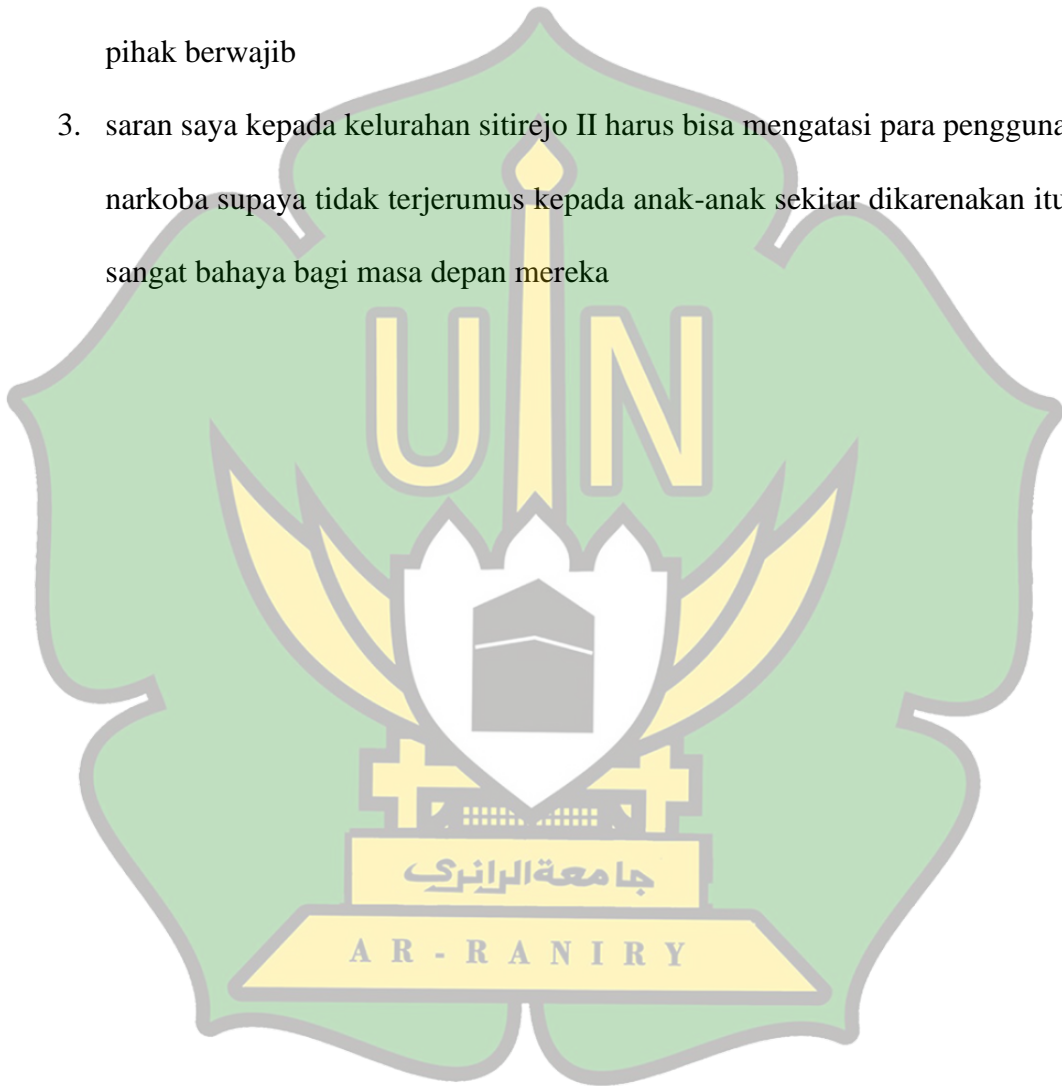 pihak berwajib
3. saran saya kepada kelurahan sitirejo II harus bisa mengatasi para pengguna
narkoba supaya tidak terjerumus kepada anak-anak sekitar dikarenakan itu
sangat bahaya bagi masa depan mereka
UIN
جامعةالرانري
AR-RANIRY